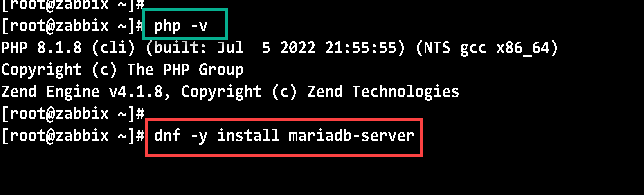 [root@zabbix ~]#
[root@zabbix ~]# php -v
PHP 8.1.8 (cli) (built: Jul  5 2022 21:55:55) (NTS gcc x86_64)
Copyright (c) The PHP Group
Zend Engine v4.1.8, Copyright (c) Zend Technologies
[root@zabbix ~]#
[root@zabbix ~]# dnf -y install mariadb-server